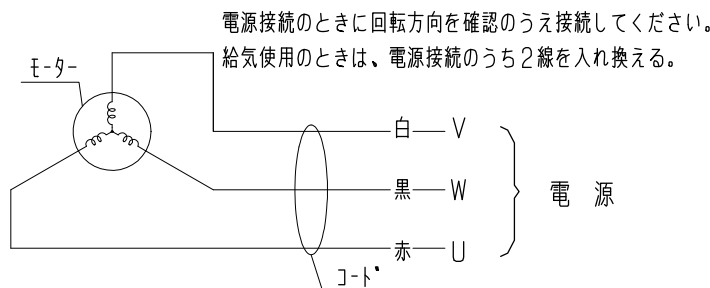 電源接続のときに回転方向を確認のうえ接続してください。
給気使用のときは、電源接続のうち2線を入れ換える。
モーター
白 V
黒 W
電 源
赤 U
コード